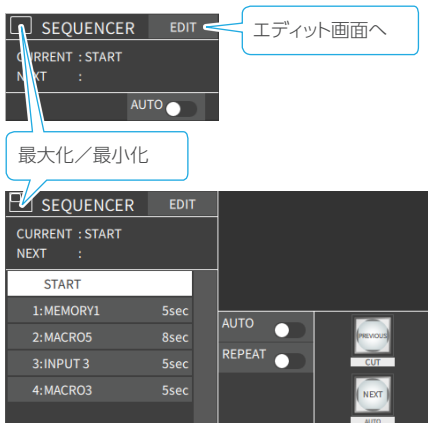 SEQUENCER EDIT
エディット画面へ
CURRENT : START
NEXT :
AUTO
最大化／最小化
SEQUENCER EDIT
CURRENT : START
NEXT :
START
1:MEMORY1 5sec
2:MACRO5 8sec
3:INPUT 3 5sec
4:MACRO3 5sec
AUTO
REPEAT
PREVIOUS
CUT
NEXT
AUTO